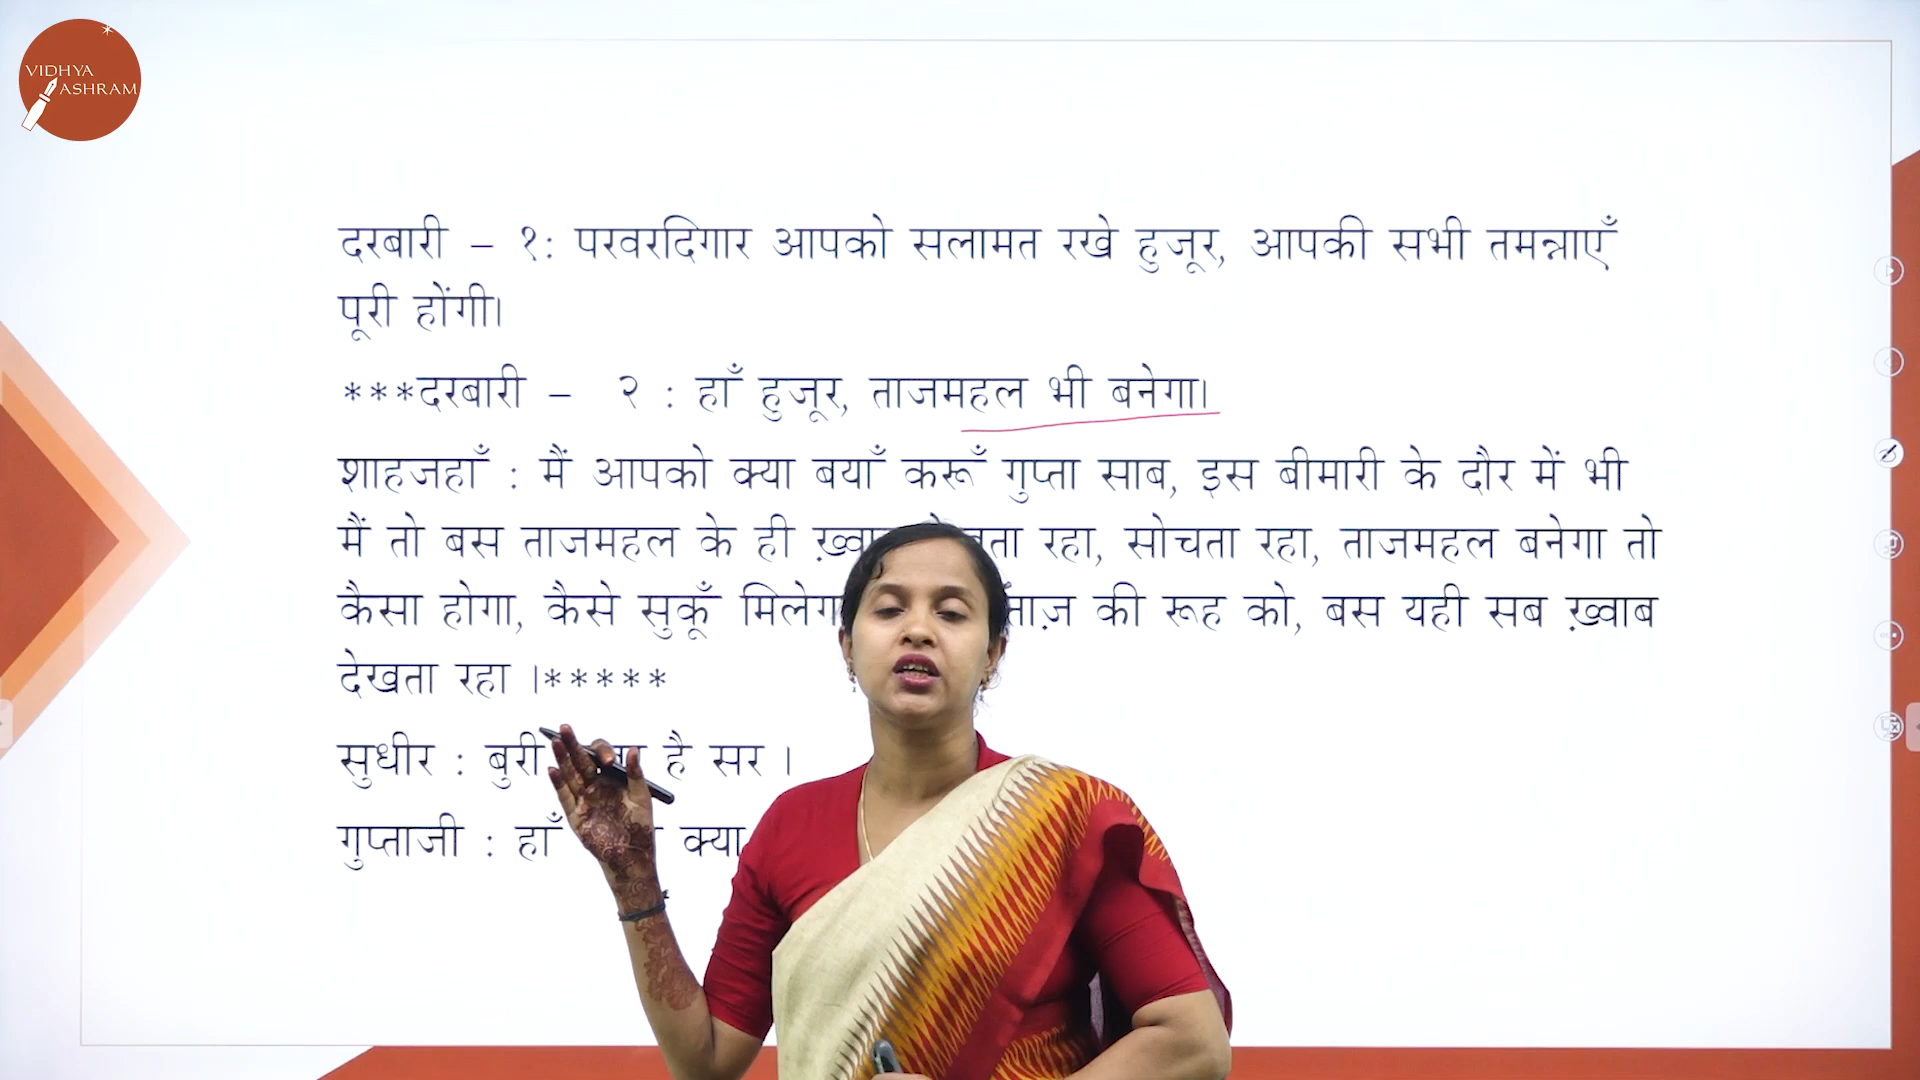 VIDHYA
ASHRAM
दरबारी – १: परवरदिगार आपको सलामत रखे हुजूर, आपकी सभी तमन्नाएँ
पूरी होंगी।
***दरबारी – २ : हाँ हुजूर, ताजमहल भी बनेगा।
शाहजहाँ : मैं आपको क्या बयाँ करूँ गुप्ता साब, इस बीमारी के दौर में भी
मैं तो बस ताजमहल के ही रहा, सोचता रहा, ताजमहल बनेगा तो
कैसा होगा, कैसे सुकूँ की रूह को, बस यही सब ख़्वाब
देखता रहा ।*****
सुधीर : बुरी है सर ।
गुप्ताजी : हाँ क्या